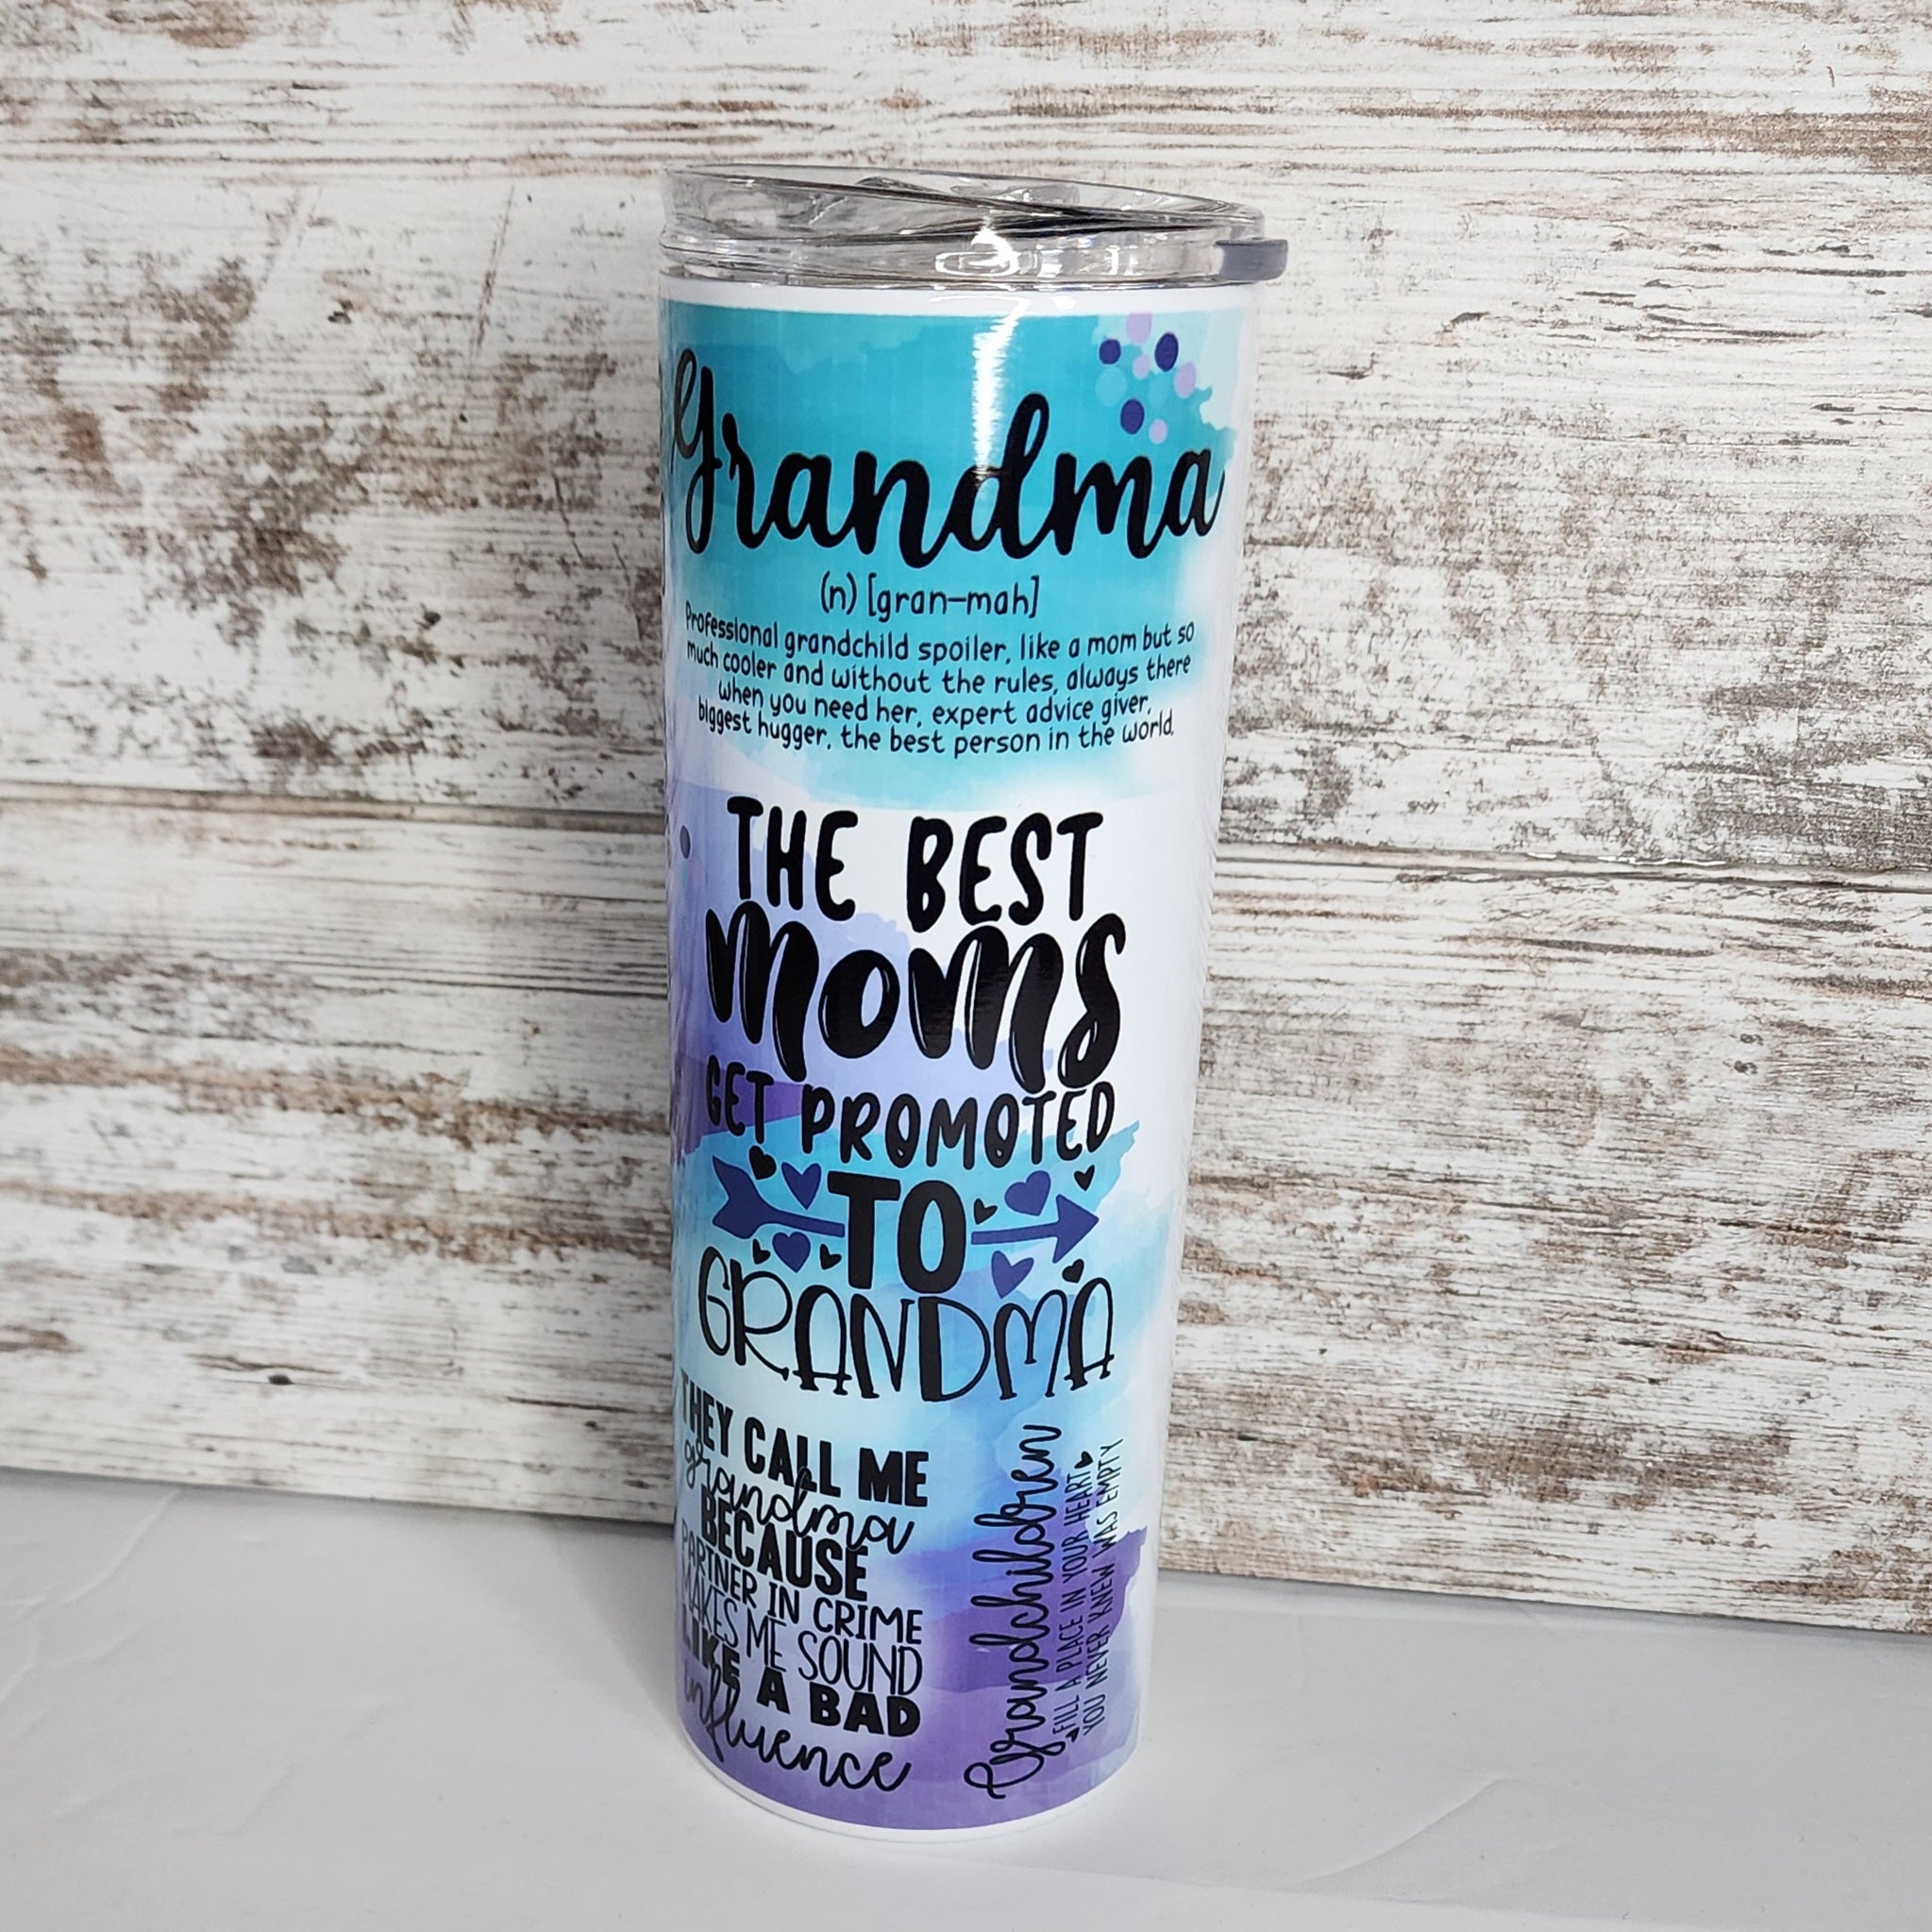 Grandma
(n) [gran-mah]
Professional grandchild spoiler, like a mom but so
much cooler and without the rules, always there
when you need her, expert advice giver,
biggest hugger, the best person in the world.
THE BEST
moms
GET PROMOTED
TO
GRANDMA
THEY CALL ME
grandma
BECAUSE
PARTNER IN CRIME
MAKES ME SOUND
LIKE A BAD
influence
Grandchildren
FILL A PLACE IN YOUR HEART
YOU NEVER KNEW WAS EMPTY